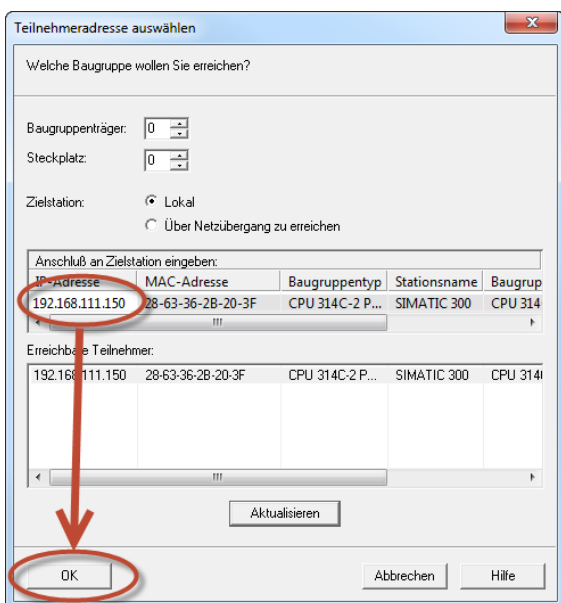 Teilnehmeradresse auswählen
Welche Baugruppe wollen Sie erreichen?
Baugruppenträger: 0
Steckplatz: 0
Zielstation: Lokal
Über Netzübergang zu erreichen
Anschluß an Zielstation eingeben:
IP-Adresse MAC-Adresse Baugruppentyp Stationsname Baugrup
192.168.111.150 28-63-36-2B-20-3F CPU 314C-2 P... SIMATIC 300 CPU 314
Erreichbare Teilnehmer:
192.168.111.150 28-63-36-2B-20-3F CPU 314C-2 P... SIMATIC 300 CPU 314
Aktualisieren
OK Abbrechen Hilfe